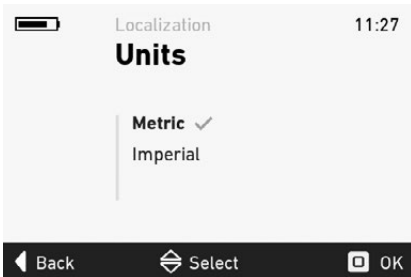 Localization
11:27
Units
Metric
Imperial
Back
Select
OK